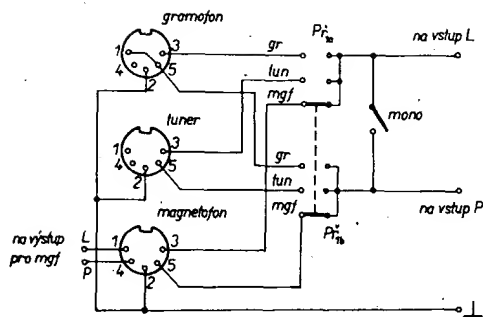 gramofon
1 3 4 5 2
gr
Př1a
na vstup L
tun
mgf
mono
tuner
1 3 4 5 2
gr
tun
mgf
Př1b
na vstup P
magnetofon
na výstup L
pro mgf P
1 3 4 5 2